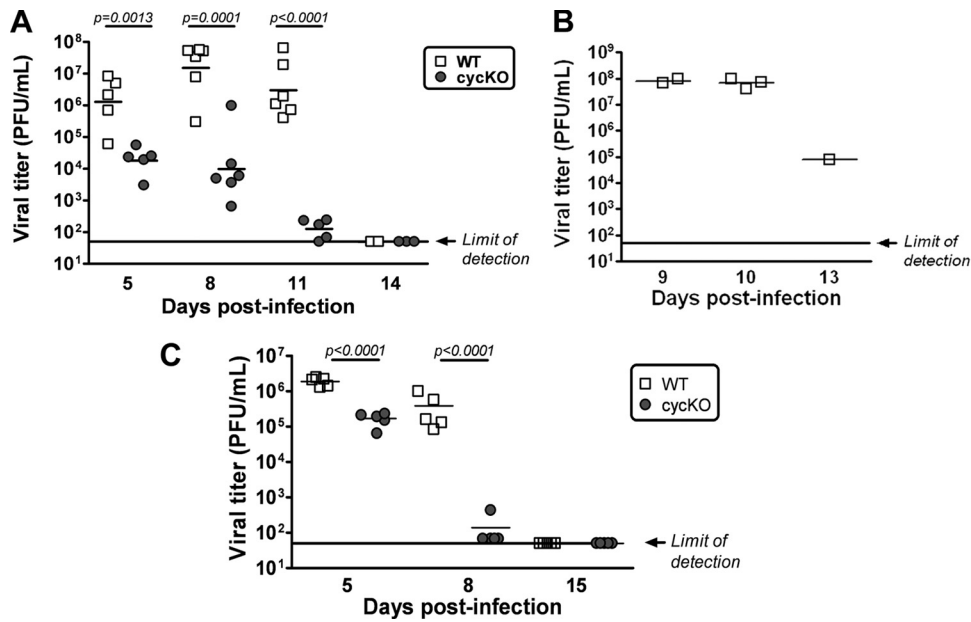 A
p=0.0013 p=0.0001 p<0.0001
Viral titer (PFU/mL)
10⁸
10⁷
10⁶
10⁵
10⁴
10³
10²
10¹
WT
cycKO
Limit of
detection
5 8 11 14
Days post-infection
B
Viral titer (PFU/mL)
10⁹
10⁸
10⁷
10⁶
10⁵
10⁴
10³
10²
10¹
Limit of
detection
9 10 13
Days post-infection
C
p<0.0001 p<0.0001
Viral titer (PFU/mL)
10⁷
10⁶
10⁵
10⁴
10³
10²
10¹
WT
cycKO
Limit of
detection
5 8 15
Days post-infection